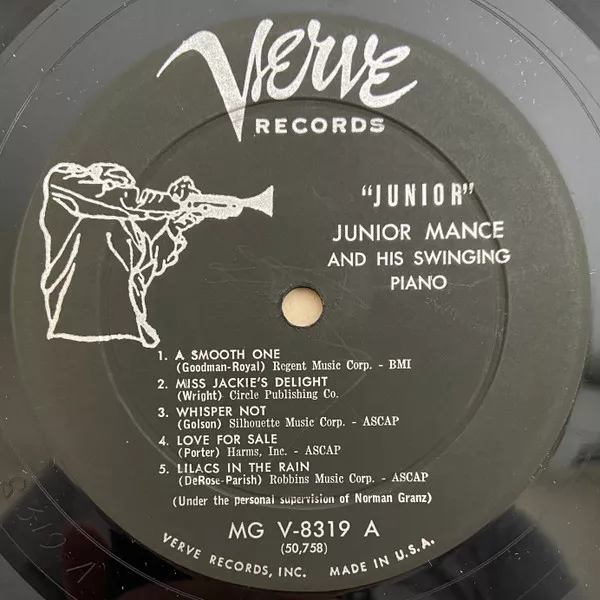 Verve
RECORDS
"JUNIOR"
JUNIOR MANCE
AND HIS SWINGING
PIANO
1. A SMOOTH ONE
(Goodman-Royal) Regent Music Corp. - BMI
2. MISS JACKIE'S DELIGHT
(Wright) Circle Publishing Co.
3. WHISPER NOT
(Golson) Silhouette Music Corp. - ASCAP
4. LOVE FOR SALE
(Porter) Harms, Inc. - ASCAP
5. LILACS IN THE RAIN
(DeRose-Parish) Robbins Music Corp. - ASCAP
(Under the personal supervision of Norman Granz)
MG V-8319 A
(50,758)
VERVE RECORDS, INC. MADE IN U.S.A.